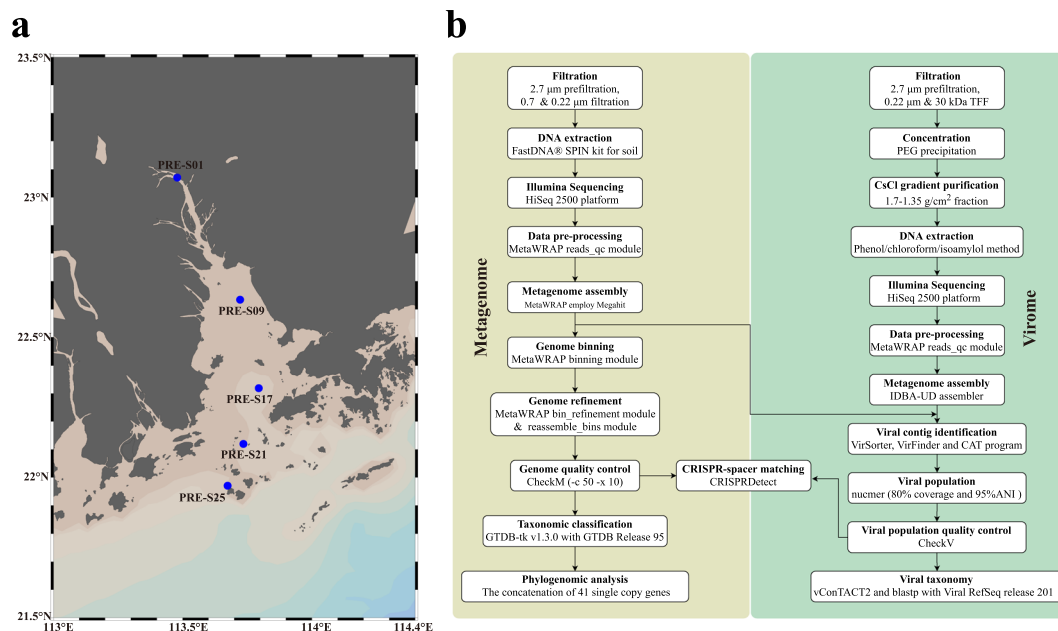 a
23.5°N
23°N
22.5°N
22°N
21.5°N
113°E
113.5°E
114°E
114.4°E
PRE-S01
PRE-S09
PRE-S17
PRE-S21
PRE-S25
b
Metagenome
Filtration
2.7 μm prefiltration,
0.7 & 0.22 μm filtration
DNA extraction
FastDNA® SPIN kit for soil
Illumina Sequencing
HiSeq 2500 platform
Data pre-processing
MetaWRAP reads_qc module
Metagenome assembly
MetaWRAP employ Megahit
Genome binning
MetaWRAP binning module
Genome refinement
MetaWRAP bin_refinement module
& reassemble_bins module
Genome quality control
CheckM (-c 50 -x 10)
Taxonomic classification
GTDB-tk v1.3.0 with GTDB Release 95
Phylogenomic analysis
The concatenation of 41 single copy genes
CRISPR-spacer matching
CRISPRDetect
Virome
Filtration
2.7 μm prefiltration,
0.22 μm & 30 kDa TFF
Concentration
PEG precipitation
CsCl gradient purification
1.7-1.35 g/cm² fraction
DNA extraction
Phenol/chloroform/isoamylol method
Illumina Sequencing
HiSeq 2500 platform
Data pre-processing
MetaWRAP reads_qc module
Metagenome assembly
IDBA-UD assembler
Viral contig identification
VirSorter, VirFinder and CAT program
Viral population
nucmer (80% coverage and 95%ANI )
Viral population quality control
CheckV
Viral taxonomy
vConTACT2 and blastp with Viral RefSeq release 201